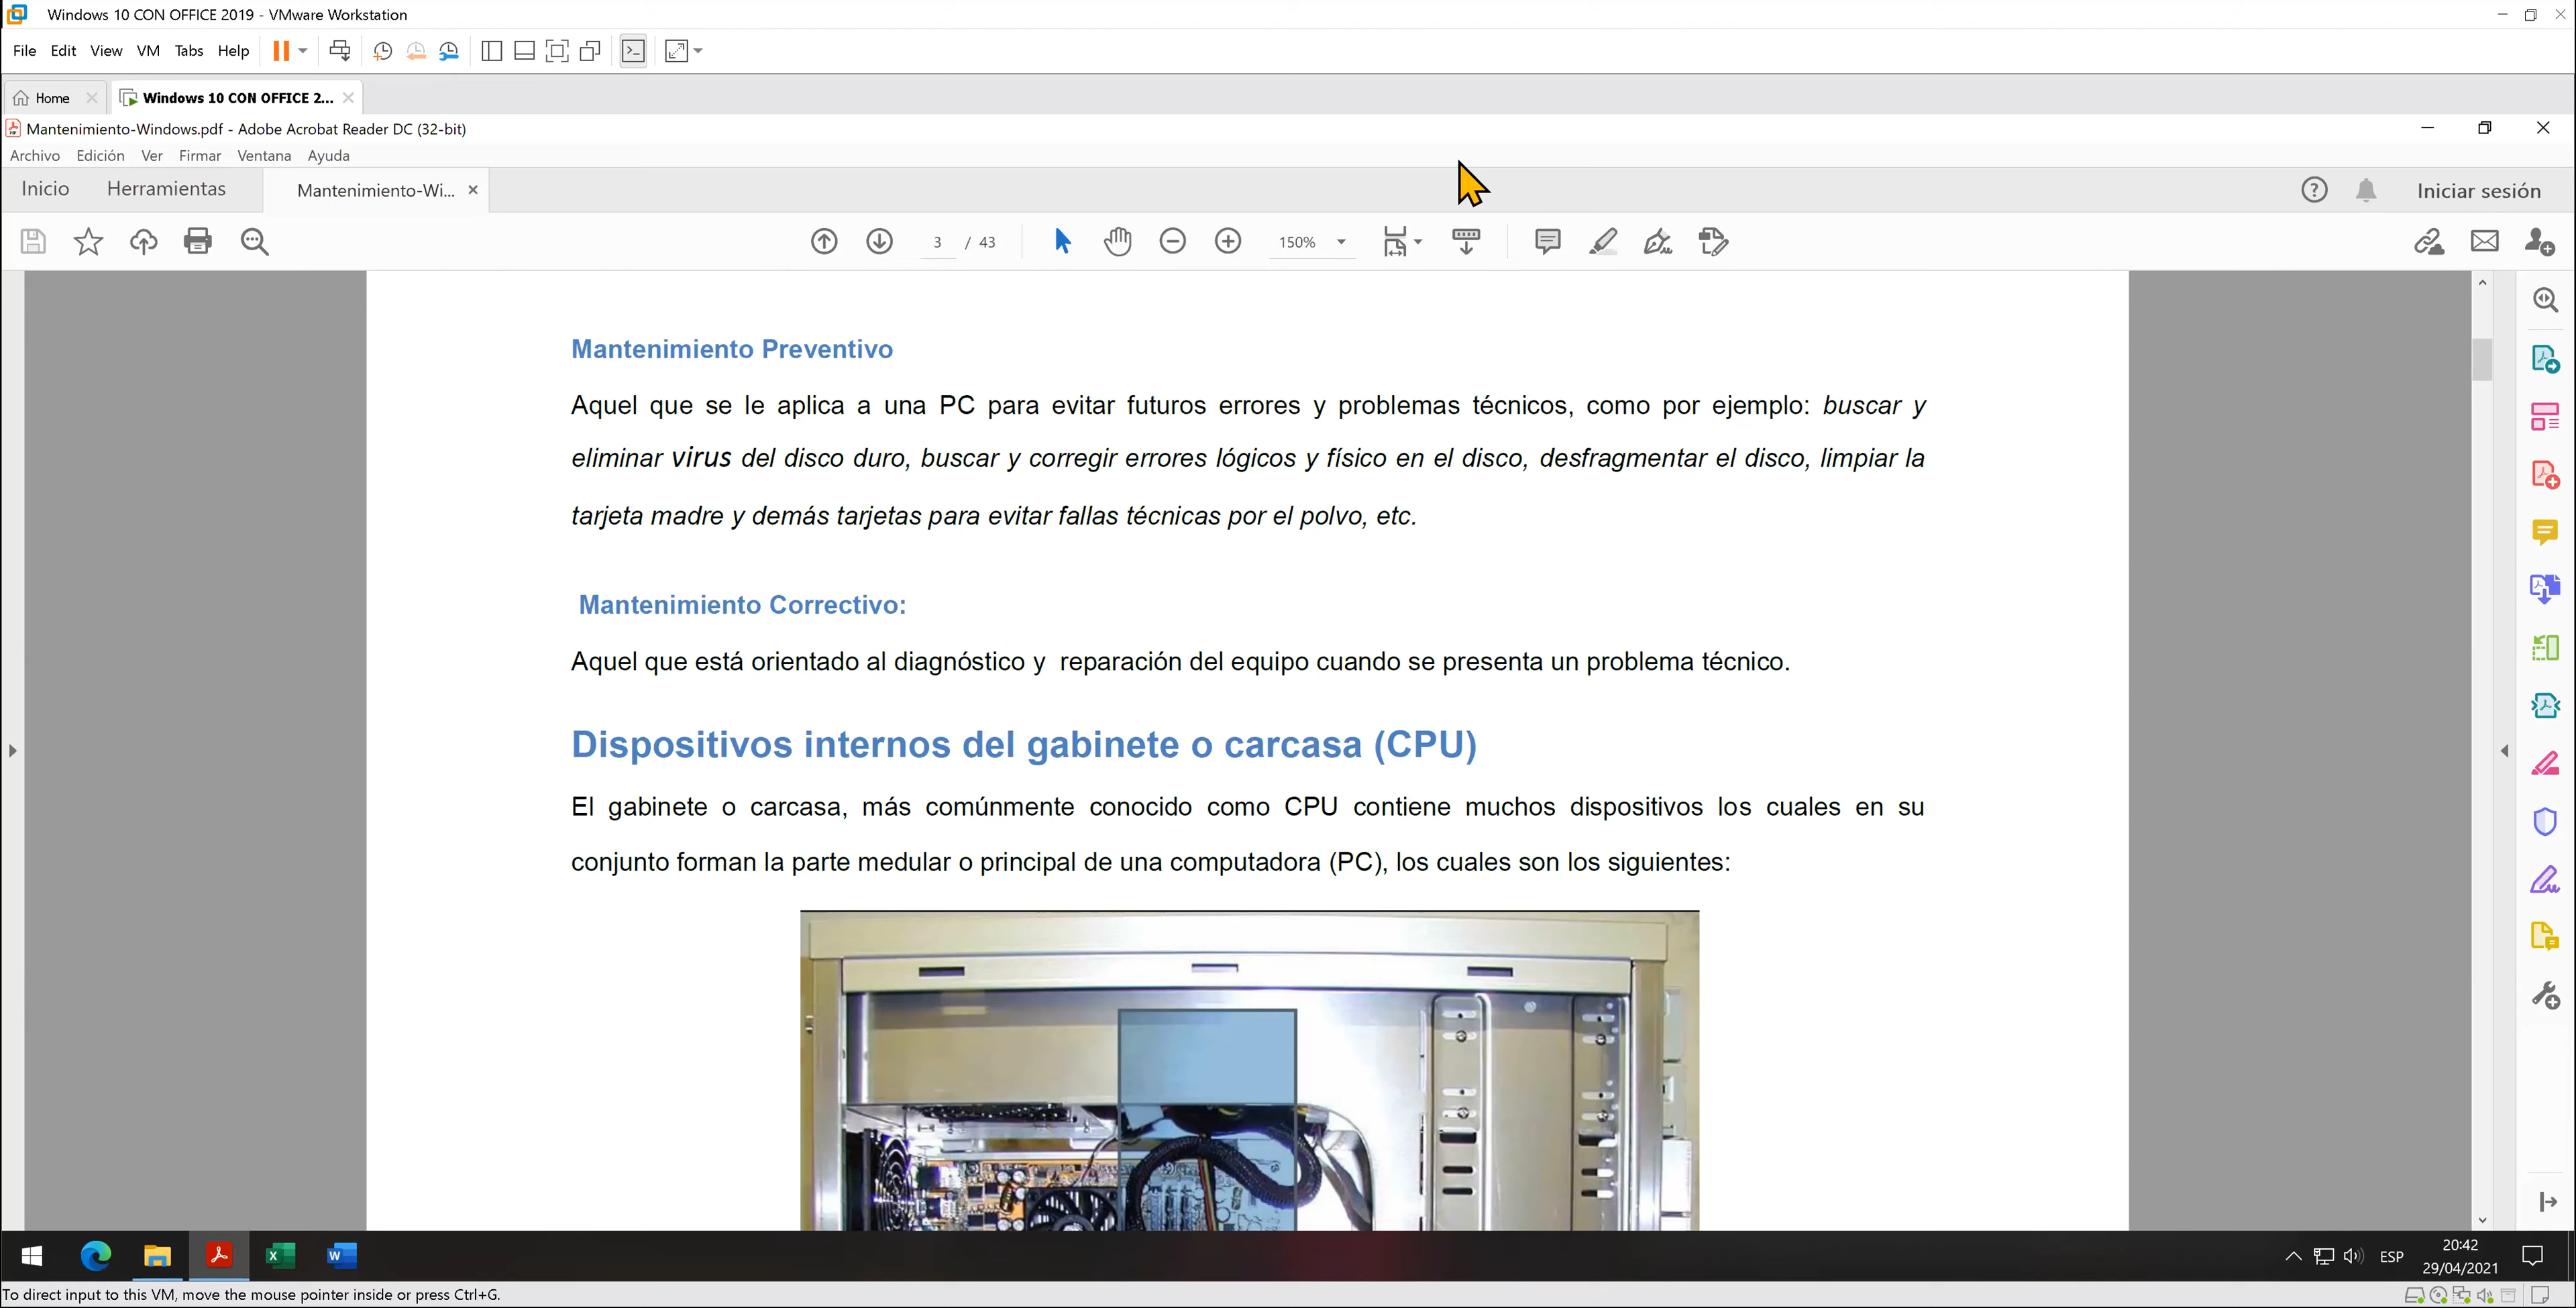 Windows 10 CON OFFICE 2019 - VMware Workstation
File Edit View VM Tabs Help
Home Windows 10 CON OFFICE 2...
Mantenimiento-Windows.pdf - Adobe Acrobat Reader DC (32-bit)
Archivo Edición Ver Firmar Ventana Ayuda
Inicio Herramientas Mantenimiento-Wi... Iniciar sesión
3 / 43 150%
Mantenimiento Preventivo
Aquel que se le aplica a una PC para evitar futuros errores y problemas técnicos, como por ejemplo: buscar y
eliminar virus del disco duro, buscar y corregir errores lógicos y físico en el disco, desfragmentar el disco, limpiar la
tarjeta madre y demás tarjetas para evitar fallas técnicas por el polvo, etc.
Mantenimiento Correctivo:
Aquel que está orientado al diagnóstico y reparación del equipo cuando se presenta un problema técnico.
Dispositivos internos del gabinete o carcasa (CPU)
El gabinete o carcasa, más comúnmente conocido como CPU contiene muchos dispositivos los cuales en su
conjunto forman la parte medular o principal de una computadora (PC), los cuales son los siguientes:
ESP
20:42
29/04/2021
To direct input to this VM, move the mouse pointer inside or press Ctrl+G.